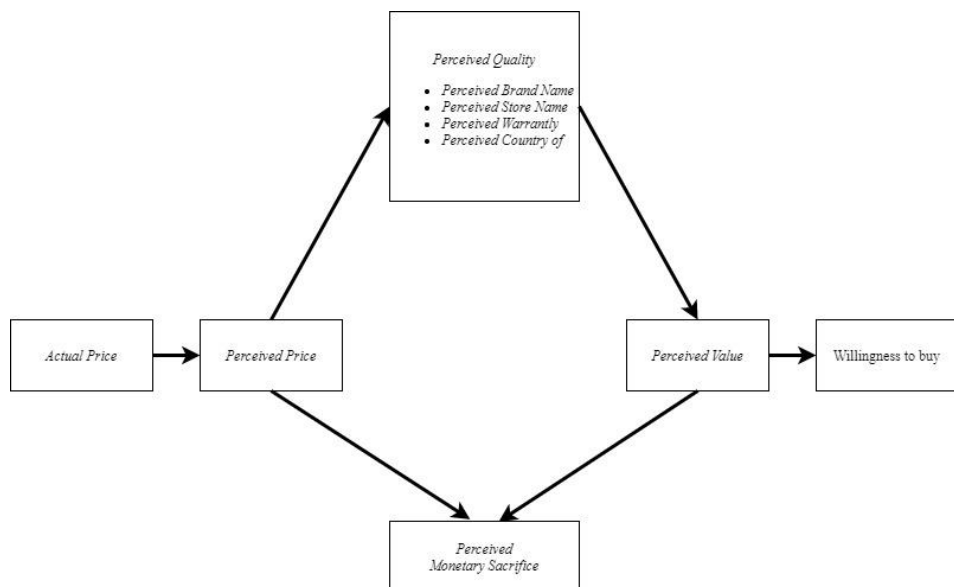 Perceived Quality
Perceived Brand Name
Perceived Store Name
Perceived Warrantly
Perceived Country of
Actual Price
Perceived Price
Perceived Value
Willingness to buy
Perceived
Monetary Sacrifice